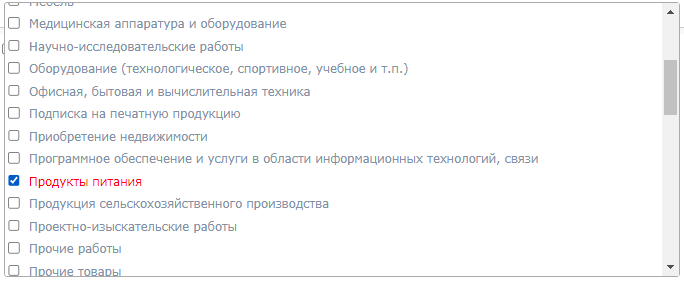 Мебель
Медицинская аппаратура и оборудование
Научно-исследовательские работы
Оборудование (технологическое, спортивное, учебное и т.п.)
Офисная, бытовая и вычислительная техника
Подписка на печатную продукцию
Приобретение недвижимости
Программное обеспечение и услуги в области информационных технологий, связи
Продукты питания
Продукция сельскохозяйственного производства
Проектно-изыскательские работы
Прочие работы
Прочие товары